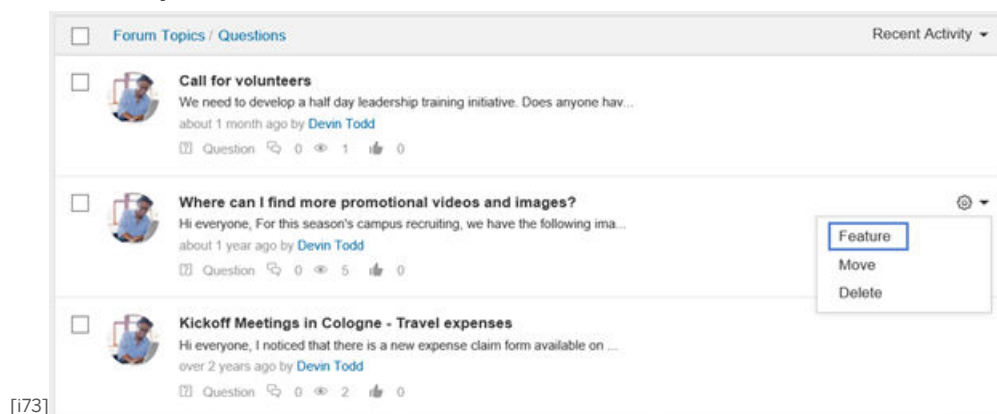 Forum Topics / Questions
Recent Activity
Call for volunteers
We need to develop a half day leadership training initiative. Does anyone hav...
about 1 month ago by Devin Todd
Question 0 1 0
Where can I find more promotional videos and images?
Hi everyone, For this season's campus recruiting, we have the following ima...
about 1 year ago by Devin Todd
Question 0 5 0
Feature
Move
Delete
Kickoff Meetings in Cologne - Travel expenses
Hi everyone, I noticed that there is a new expense claim form available on ...
over 2 years ago by Devin Todd
Question 0 2 0
[i73]